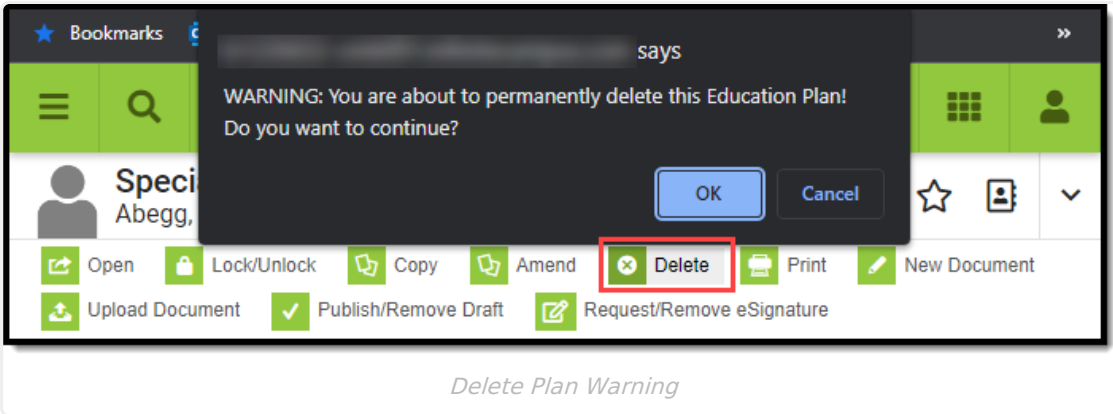 Bookmarks
says
WARNING: You are about to permanently delete this Education Plan!
Do you want to continue?
OK Cancel
Speci
Abegg,
Open Lock/Unlock Copy Amend Delete Print New Document
Upload Document Publish/Remove Draft Request/Remove eSignature
Delete Plan Warning